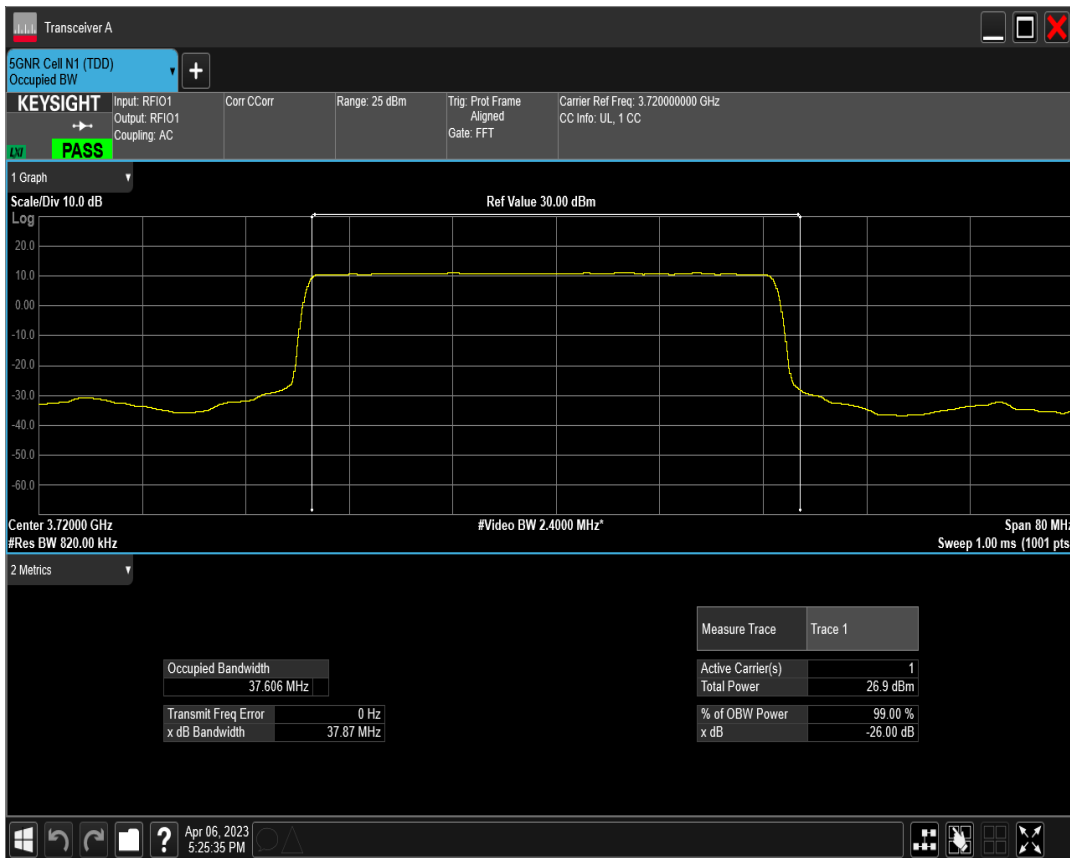 Transceiver A
5GNR Cell N1 (TDD)
Occupied BW
+
KEYSIGHT
LXI
PASS
Input: RFIO1
Output: RFIO1
Coupling: AC
Corr CCorr
Range: 25 dBm
Trig: Prot Frame
Aligned
Gate: FFT
Carrier Ref Freq: 3.720000000 GHz
CC Info: UL, 1 CC
1 Graph
Scale/Div 10.0 dB
Ref Value 30.00 dBm
Log
20.0
10.0
0.00
-10.0
-20.0
-30.0
-40.0
-50.0
-60.0
Center 3.72000 GHz
#Video BW 2.4000 MHz*
Span 80 MHz
#Res BW 820.00 kHz
Sweep 1.00 ms (1001 pts
2 Metrics
Measure Trace Trace 1
Occupied Bandwidth
37.606 MHz
Active Carrier(s) 1
Total Power 26.9 dBm
Transmit Freq Error 0 Hz
x dB Bandwidth 37.87 MHz
% of OBW Power 99.00 %
x dB -26.00 dB
?
Apr 06, 2023
5:25:35 PM